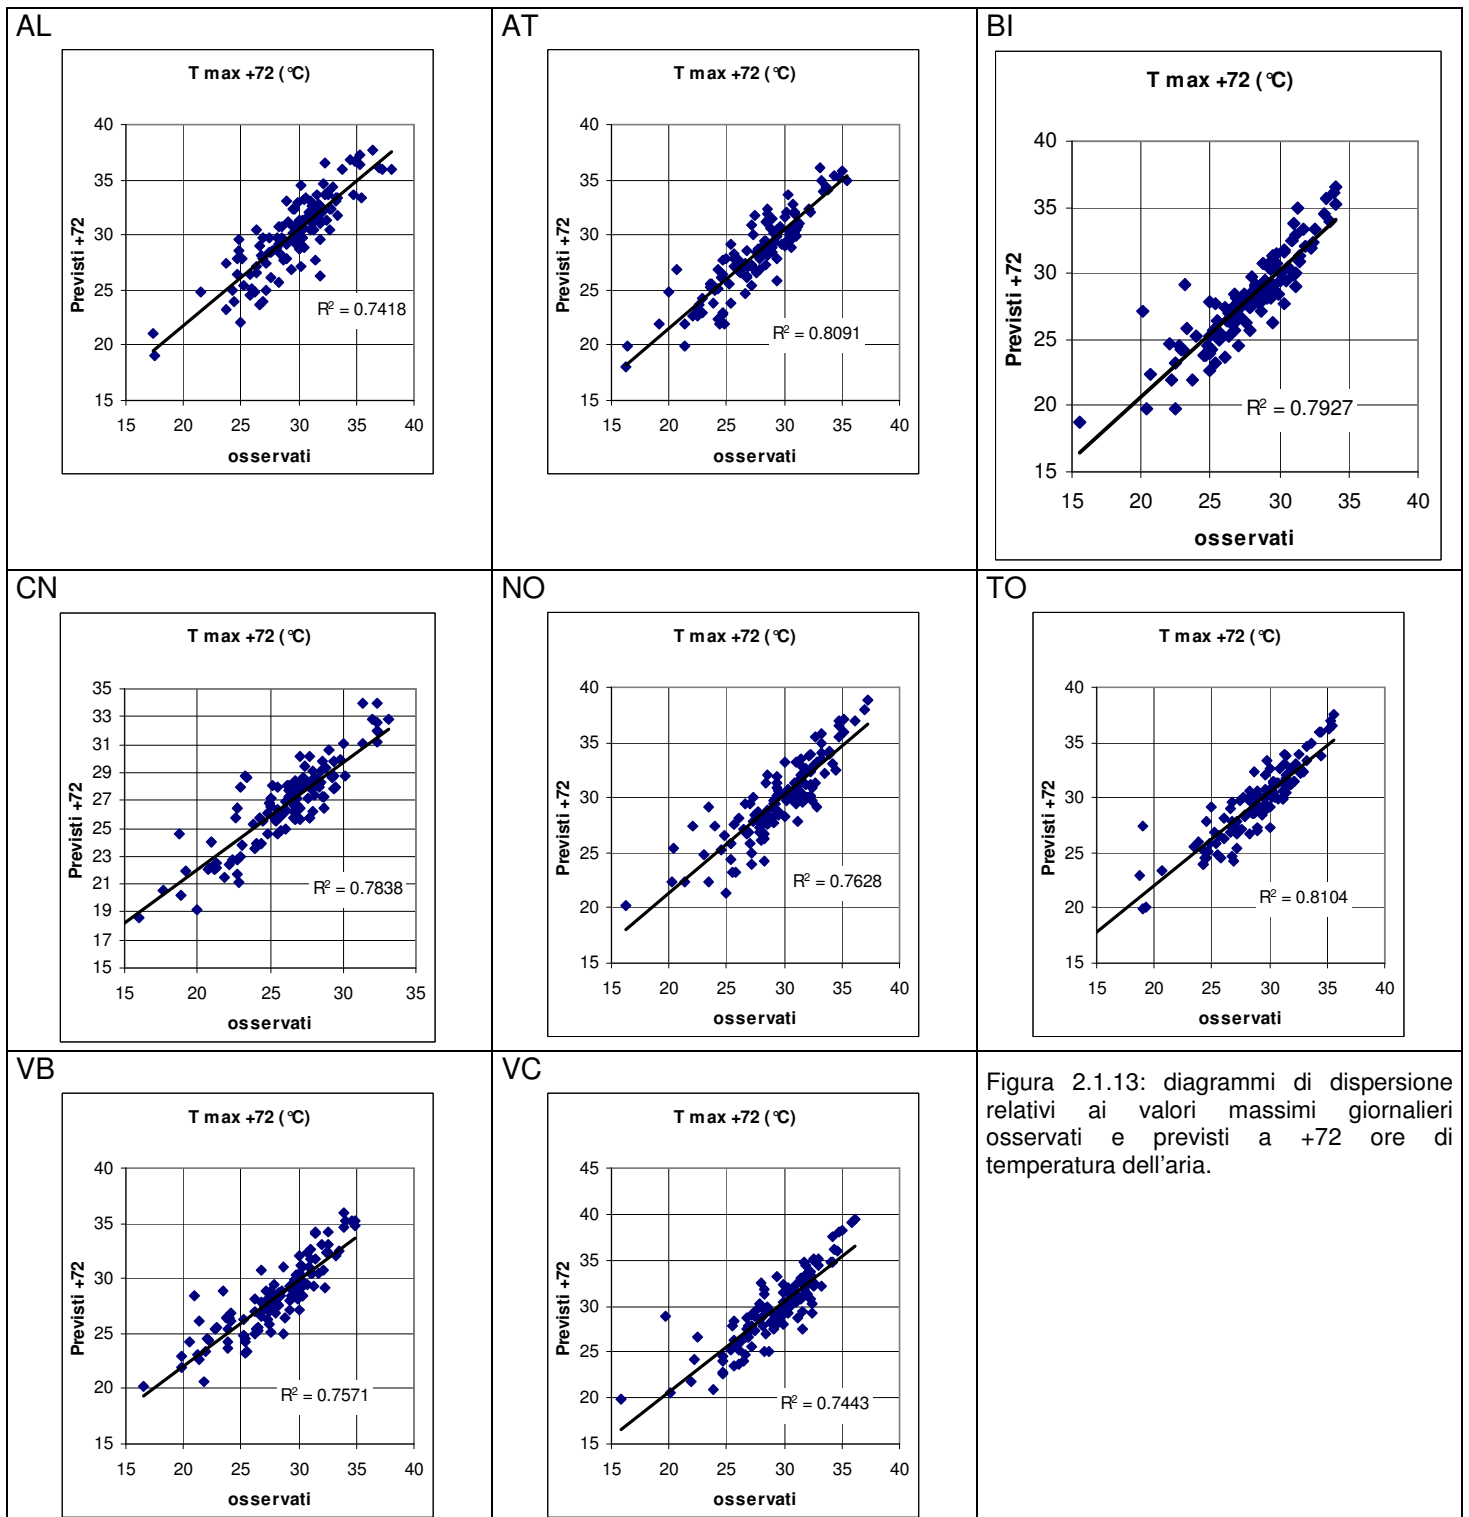 AL
T max +72 (°C)
40
35
30
25
20
15
15 20 25 30 35 40
Previsti +72
osservati
R² = 0.7418
AT
T max +72 (°C)
40
35
30
25
20
15
15 20 25 30 35 40
Previsti +72
osservati
R² = 0.8091
BI
T max +72 (°C)
40
35
30
25
20
15
15 20 25 30 35 40
Previsti +72
osservati
R² = 0.7927
CN
T max +72 (°C)
35
33
31
29
27
25
23
21
19
17
15
15 20 25 30 35
Previsti +72
osservati
R² = 0.7838
NO
T max +72 (°C)
40
35
30
25
20
15
15 20 25 30 35 40
Previsti +72
osservati
R² = 0.7628
TO
T max +72 (°C)
40
35
30
25
20
15
15 20 25 30 35 40
Previsti +72
osservati
R² = 0.8104
VB
T max +72 (°C)
40
35
30
25
20
15
15 20 25 30 35 40
Previsti +72
osservati
R² = 0.7571
VC
T max +72 (°C)
45
40
35
30
25
20
15
15 20 25 30 35 40
Previsti +72
osservati
R² = 0.7443
Figura 2.1.13: diagrammi di dispersione
relativi ai valori massimi giornalieri
osservati e previsti a +72 ore di
temperatura dell'aria.